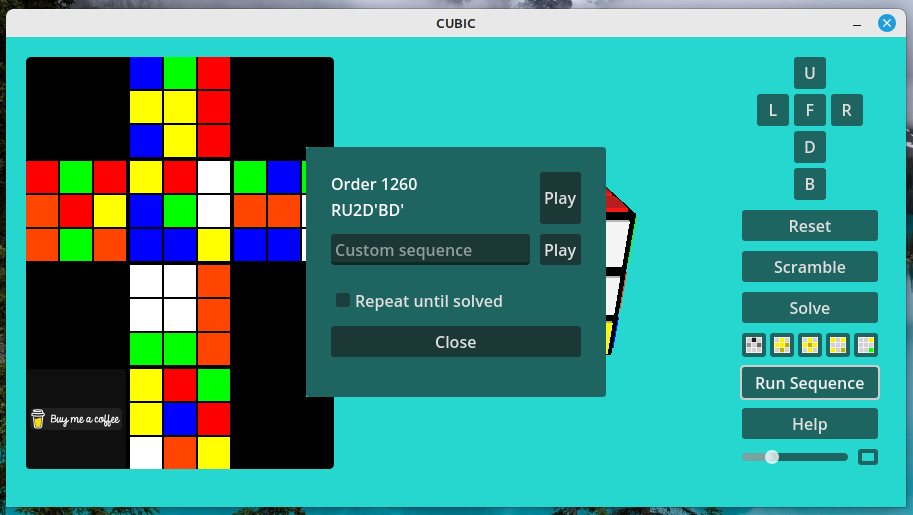 CUBIC
U
L F R
D
B
Order 1260
RU2D'BD'
Play
Custom sequence
Play
Repeat until solved
Close
Reset
Scramble
Solve
Run Sequence
Help
Buy me a coffee